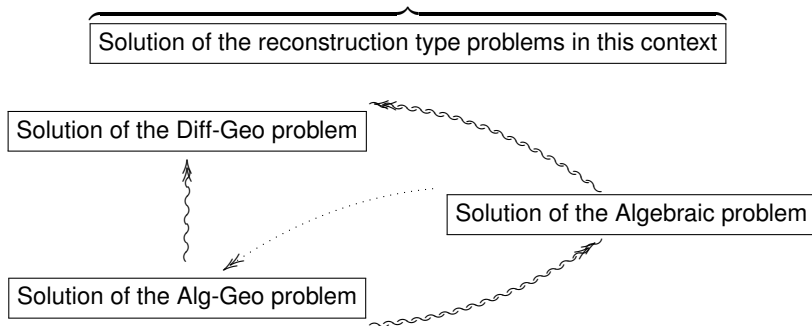 Solution of the reconstruction type problems in this context
Solution of the Diff-Geo problem
Solution of the Algebraic problem
Solution of the Alg-Geo problem